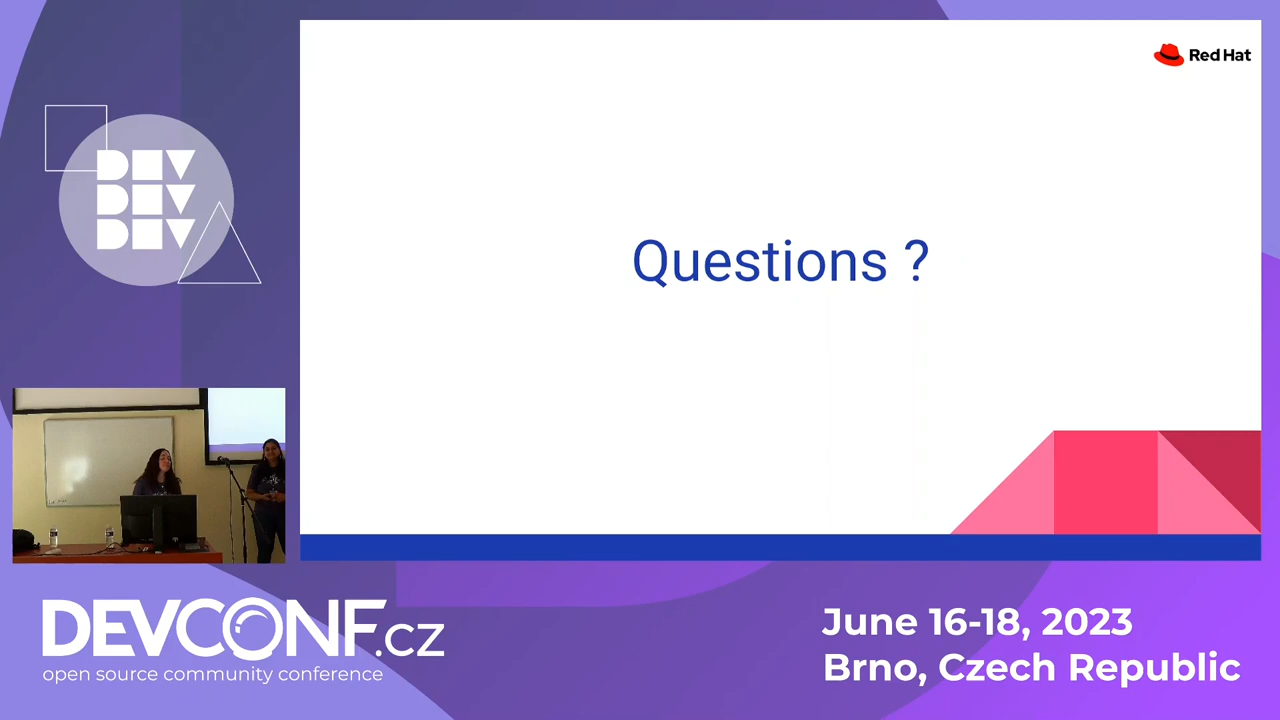 DEV
DEV
DEV
Red Hat
Questions ?
DEVCONF.cz
open source community conference
June 16-18, 2023
Brno, Czech Republic